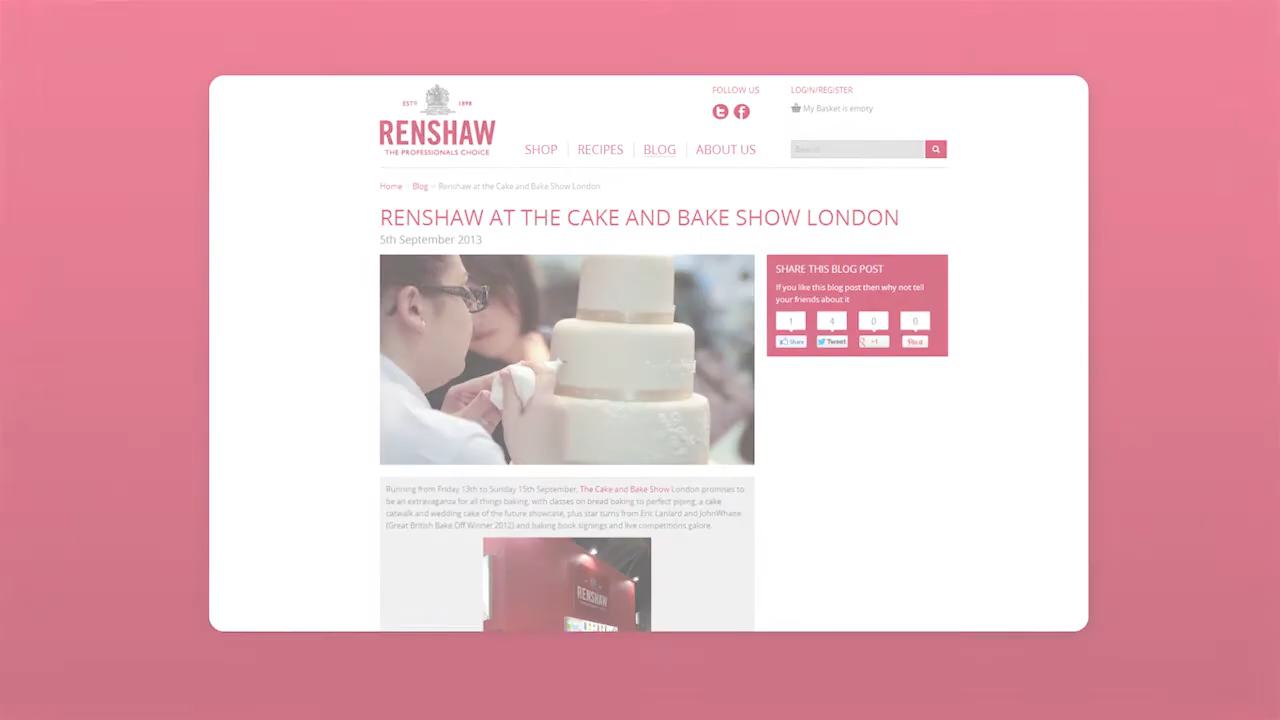 ESTD 1898
RENSHAW
THE PROFESSIONALS CHOICE
FOLLOW US
LOGIN/REGISTER
My Basket is empty
SHOP
RECIPES
BLOG
ABOUT US
Search
Home Blog Renshaw at the Cake and Bake Show London
RENSHAW AT THE CAKE AND BAKE SHOW LONDON
5th September 2013
SHARE THIS BLOG POST
If you like this blog post then why not tell
your friends about it
1 4 0 0
Share Tweet +1 Pin it
Running from Friday 13th to Sunday 15th September, The Cake and Bake Show London promises to
be an extravaganza for all things baking, with classes on bread baking to perfect piping, a cake
catwalk and wedding cake of the future showcase, plus star turns from Eric Lanlard and John Whaite
(Great British Bake Off Winner 2012) and baking book signings and live competitions galore.
RENSHAW